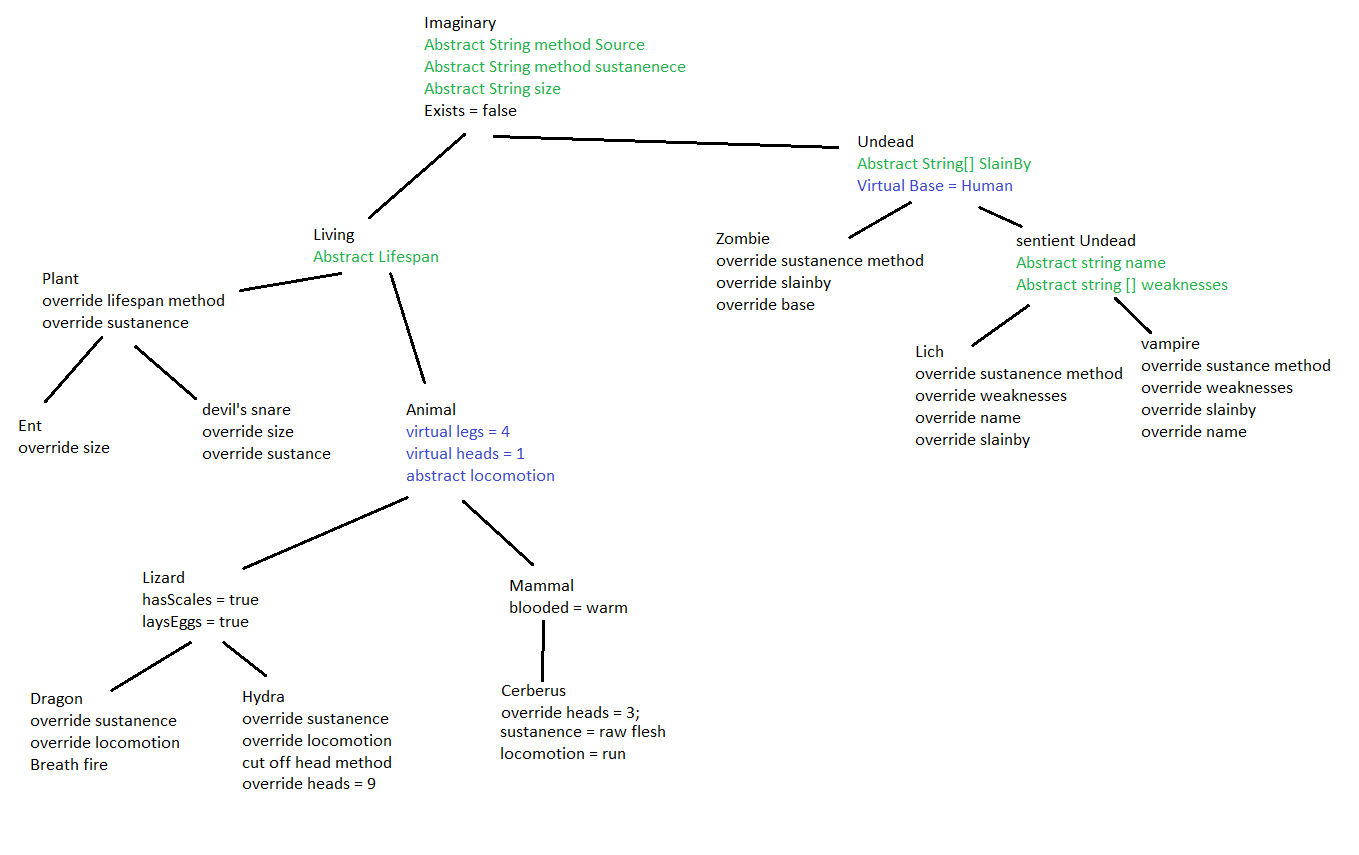 Imaginary
Abstract String method Source
Abstract String method sustanenece
Abstract String size
Exists = false
Undead
Abstract String[] SlainBy
Virtual Base = Human
Living
Abstract Lifespan
Zombie
override sustanence method
override slainby
override base
sentient Undead
Abstract string name
Abstract string [] weaknesses
Plant
override lifespan method
override sustanence
Lich
override sustanence method
override weaknesses
override name
override slainby
vampire
override sustance method
override weaknesses
override slainby
override name
Ent
override size
devil's snare
override size
override sustance
Animal
virtual legs = 4
virtual heads = 1
abstract locomotion
Lizard
hasScales = true
laysEggs = true
Mammal
blooded = warm
Dragon
override sustanence
override locomotion
Breath fire
Hydra
override sustanence
override locomotion
cut off head method
override heads = 9
Cerberus
override heads = 3;
sustanence = raw flesh
locomotion = run